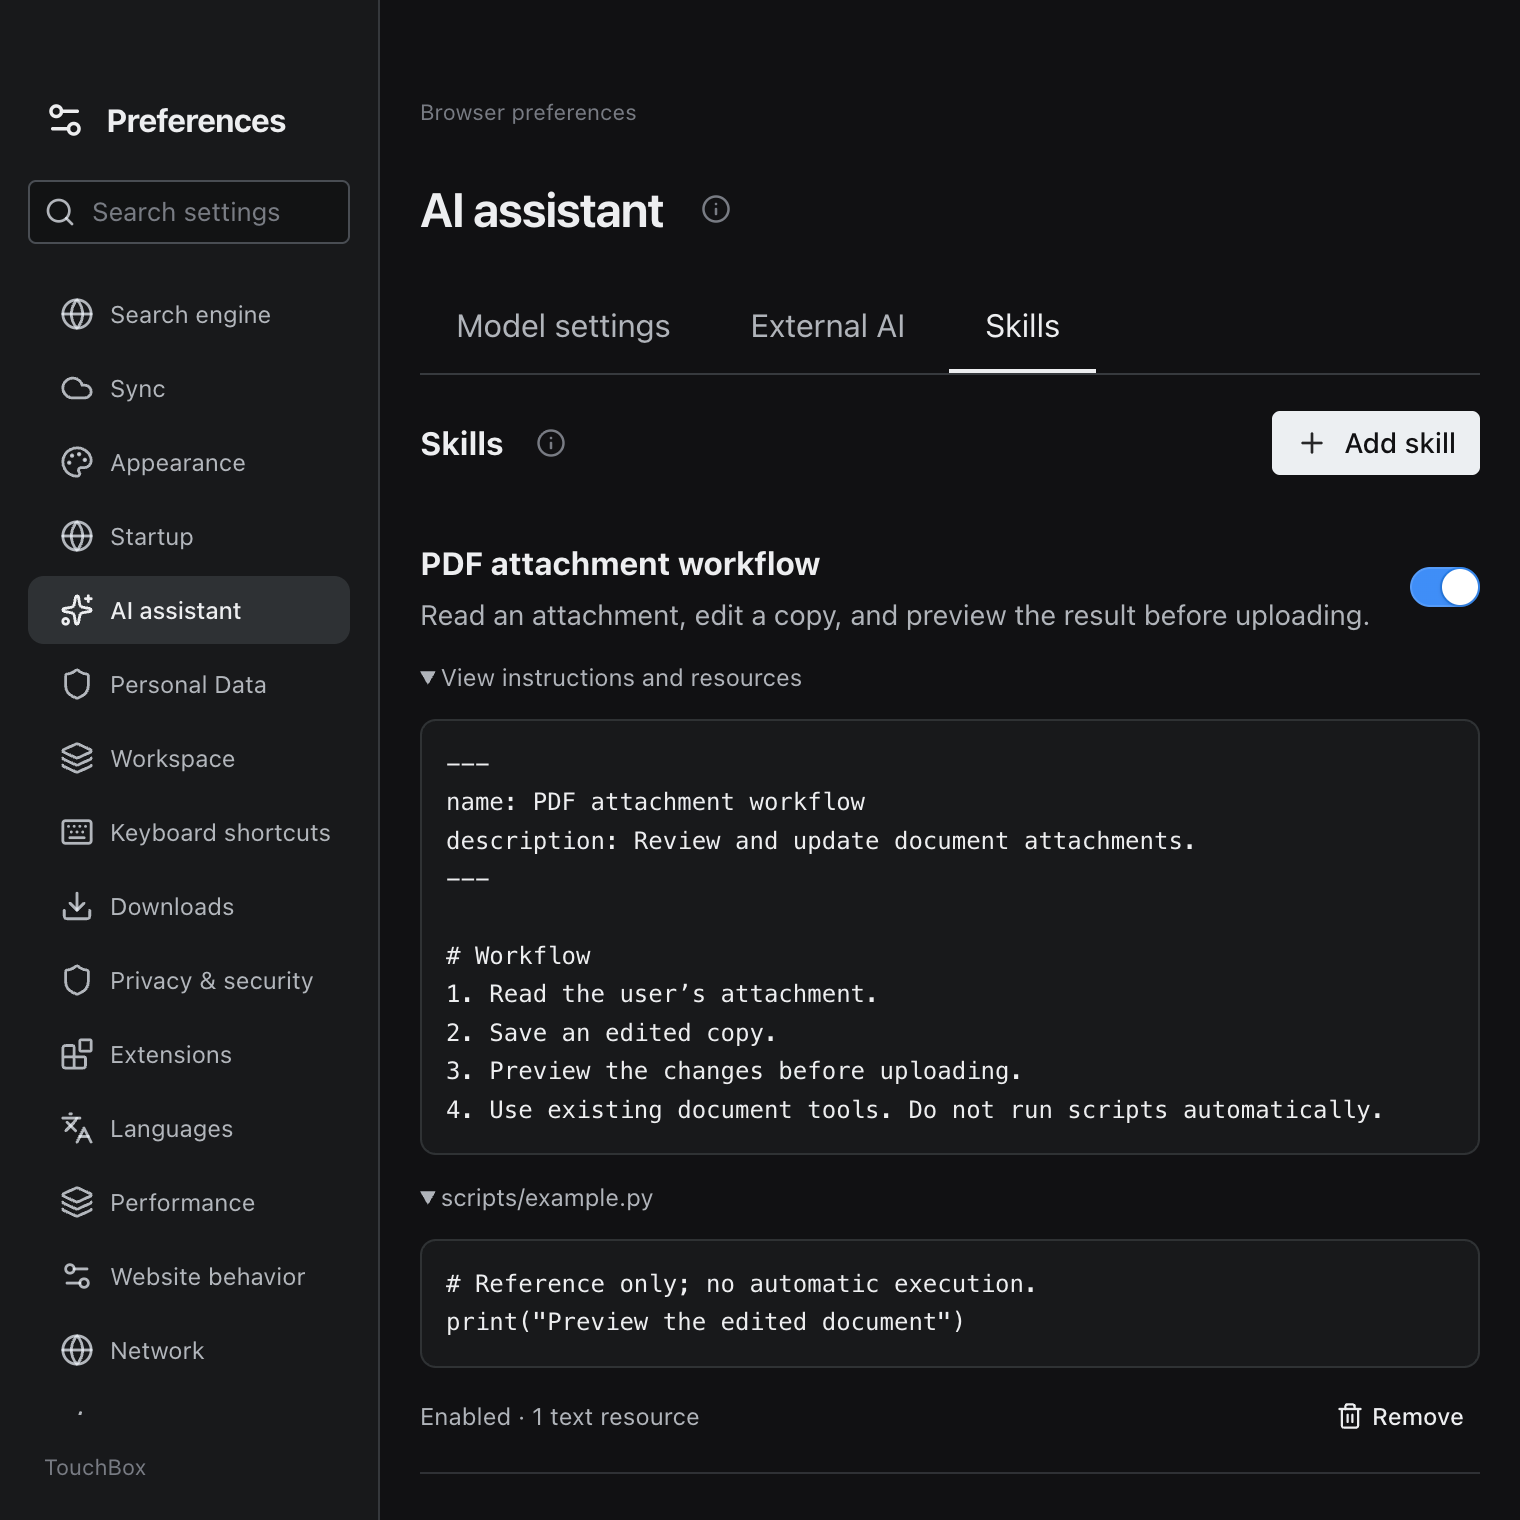 Preferences
Search settings
Search engine
Sync
Appearance
Startup
AI assistant
Personal Data
Workspace
Keyboard shortcuts
Downloads
Privacy & security
Extensions
Languages
Performance
Website behavior
Network
TouchBox
Browser preferences
AI assistant
Model settings
External AI
Skills
Skills
Add skill
PDF attachment workflow
Read an attachment, edit a copy, and preview the result before uploading.
View instructions and resources
---
name: PDF attachment workflow
description: Review and update document attachments.
---
# Workflow
1. Read the user’s attachment.
2. Save an edited copy.
3. Preview the changes before uploading.
4. Use existing document tools. Do not run scripts automatically.
scripts/example.py
# Reference only; no automatic execution.
print("Preview the edited document")
Enabled · 1 text resource
Remove